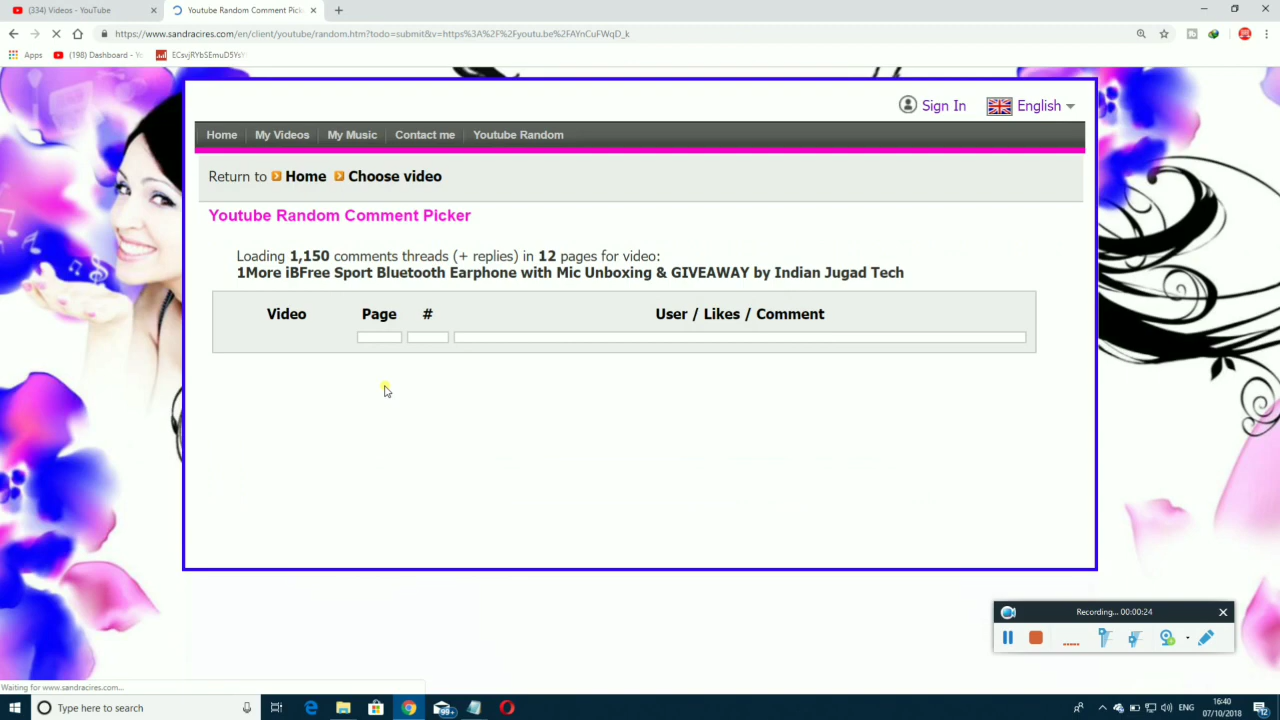 (334) Videos - YouTube
Youtube Random Comment Pick
https://www.sandracires.com/en/client/youtube/random.htm?todo=submit&v=https%3A%2F%2Fyoutu.be%2FAYnCuFWqD_k
Apps
(198) Dashboard - Yo
ECsvjRYbSEmuD5Ys
Sign In
English
Home
My Videos
My Music
Contact me
Youtube Random
Return to Home Choose video
Youtube Random Comment Picker
Loading 1,150 comments threads (+ replies) in 12 pages for video:
1More iBFree Sport Bluetooth Earphone with Mic Unboxing & GIVEAWAY by Indian Jugad Tech
Video
Page
#
User / Likes / Comment
Recording... 00:00:24
Waiting for www.sandracires.com...
Type here to search
99+
ENG
16:40
07/10/2018
12